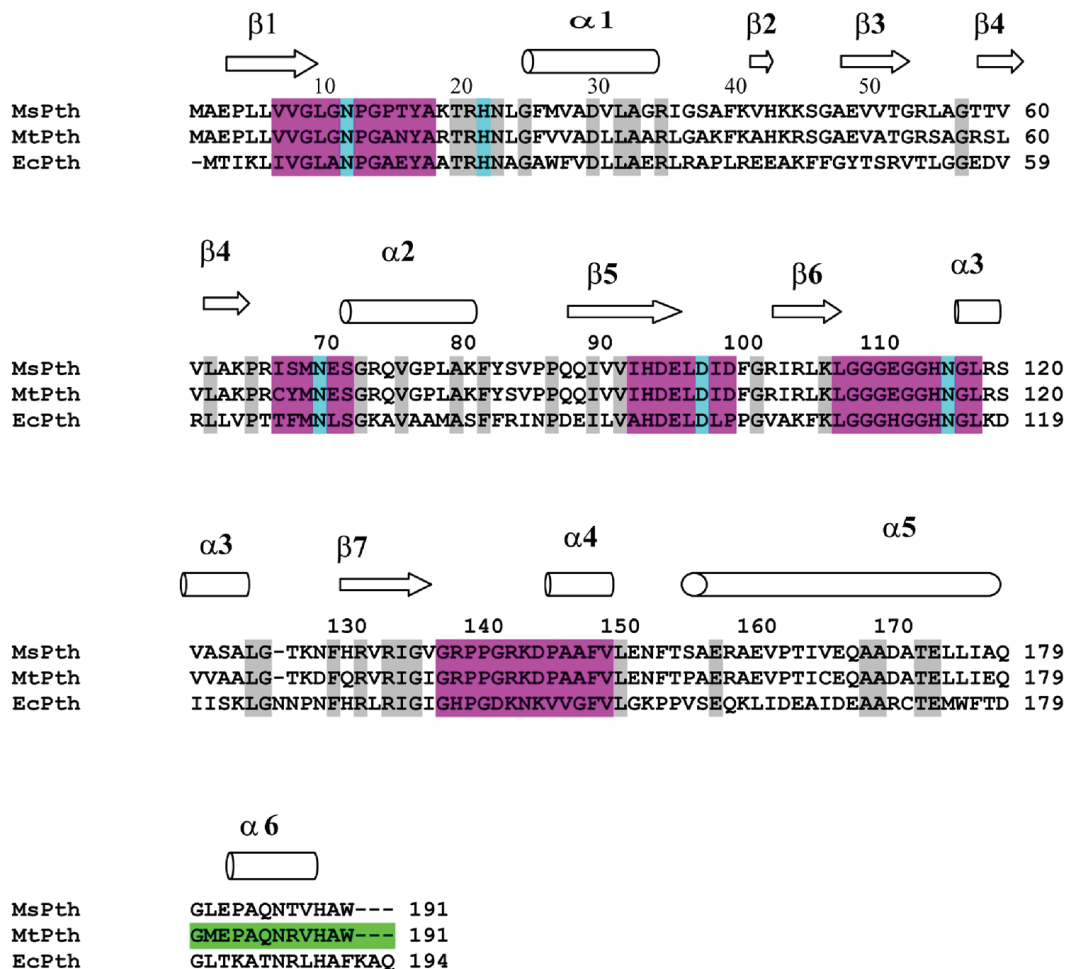 β1 α1 β2 β3 β4
10 20 30 40 50
MsPth MAEPLLVVGLGNPGPTYAKTRHNLGFMVADVLAGRIGSAFKVHKKSGAEVVTGRLAGTTV 60
MtPth MAEPLLVVGLGNPGANYARTRHNLGFVVADLLAARLGAKFKAHKRSGAEVATGRSAGRSL 60
EcPth -MTIKLIVGLANPGAEYAATRHNAGAWFVDLLAERLRAPLREEAKFFGYTSRVTLGGEDV 59
β4 α2 β5 β6 α3
70 80 90 100 110
MsPth VLAKPRISMNESGRQVGPLAKFYSVPPQQIVVIHDELDIDFGRIRLKLGGGEGGHNGLRS 120
MtPth VLAKPRCYMNESGRQVGPLAKFYSVPPQQIVVIHDELDIDFGRIRLKLGGGEGGHNGLRS 120
EcPth RLLVPTTFMNLSGKAVAAMASFFRINPDEILVAHDELDLPPGVAKFKLGGGHGGHNGLKD 119
α3 β7 α4 α5
130 140 150 160 170
MsPth VASALG-TKNFHRVRIGVGRPPGRKDPAAFVLENFTSAERAEVPTIVEQAADATELLIAQ 179
MtPth VVAALG-TKDFQRVRIGIGRPPGRKDPAAFVLENFTPAERAEVPTICEQAADATELLIEQ 179
EcPth IISKLGNNPNFHRLRIGIGHPGDKNKVVGFVLGKPPVSEQKLIDEAIDEAARCTEMWFTD 179
α 6
MsPth GLEPAQNTVHAW--- 191
MtPth GMEPAQNRVHAW--- 191
EcPth GLTKATNRLHAFKAQ 194